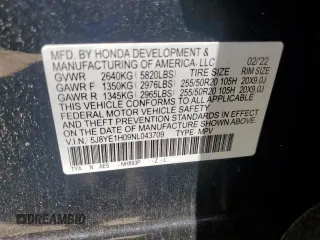 MFD. BY HONDA DEVELOPMENT &
MANUFACTURING OF AMERICA, LLC 02/22
GVWR 2640KG (5820LBS) TIRE SIZE RIM SIZE
GAWR F 1350KG (2976LBS) 255/50R20 105H 20X9.0J
GAWR R 1345KG (2965LBS) 255/50R20 105H 20X9.0J
THIS VEHICLE CONFORMS TO ALL APPLICABLE
FEDERAL MOTOR VEHICLE SAFETY AND
THEFT PREVENTION STANDARDS IN EFFECT ON
THE DATE OF MANUFACTURE SHOWN ABOVE.
V.I.N. 5J8YE1H09NL043709 TYPE MPV
DREAMBID